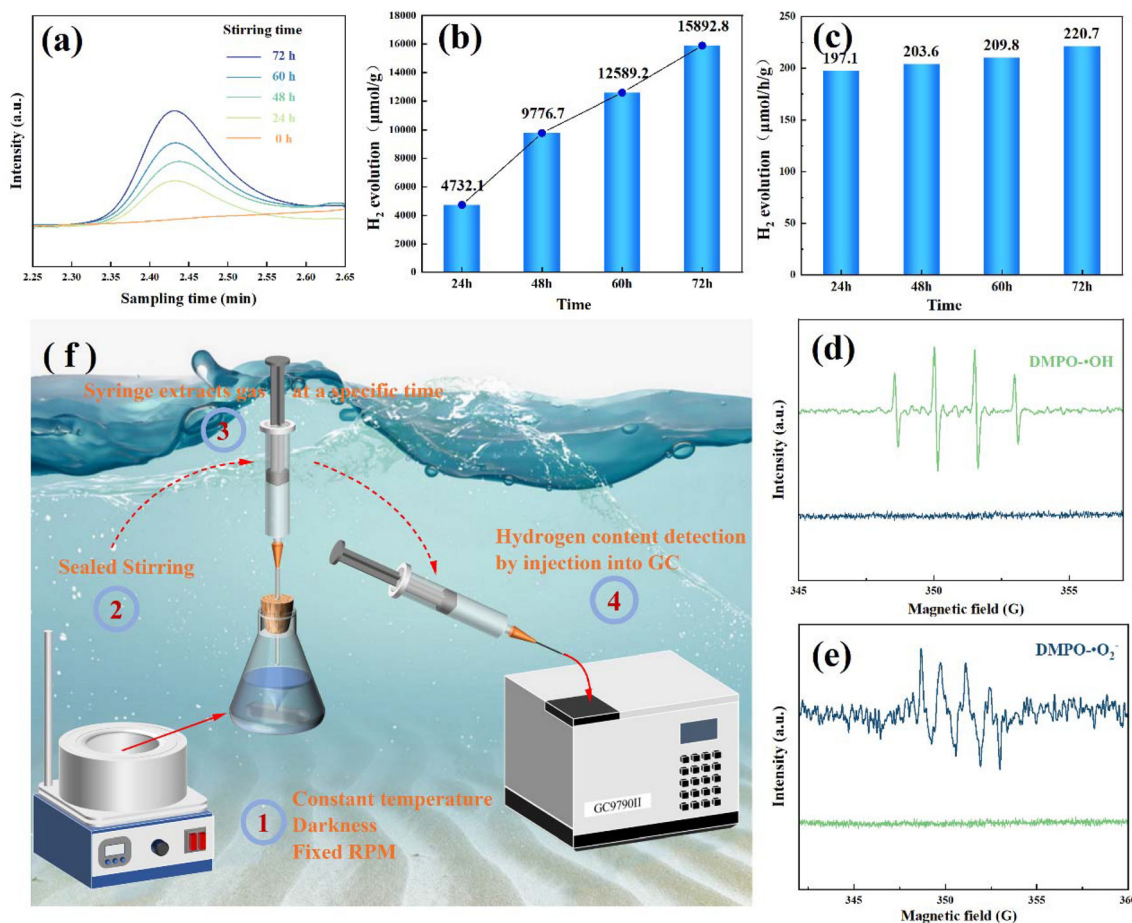 (a)
Stirring time
72 h
60 h
48 h
24 h
0 h
Intensity (a.u.)
2.25 2.30 2.35 2.40 2.45 2.50 2.55 2.60 2.65
Sampling time (min)
(b)
H2 evolution (μmol/g)
18000
16000
14000
12000
10000
8000
6000
4000
2000
0
4732.1
9776.7
12589.2
15892.8
24h 48h 60h 72h
Time
(c)
H2 evolution (μmol/h/g)
250
225
200
175
150
125
100
75
50
25
0
197.1
203.6
209.8
220.7
24h 48h 60h 72h
Time
(f)
Syringe extracts gas at a specific time
3
Sealed Stirring
2
Hydrogen content detection
by injection into GC
4
1
Constant temperature
Darkness
Fixed RPM
GC9790II
(d)
DMPO-•OH
Intensity (a.u.)
345 350 355
Magnetic field (G)
(e)
DMPO-•O2-
Intensity (a.u.)
345 350 355 360
Magnetic field (G)